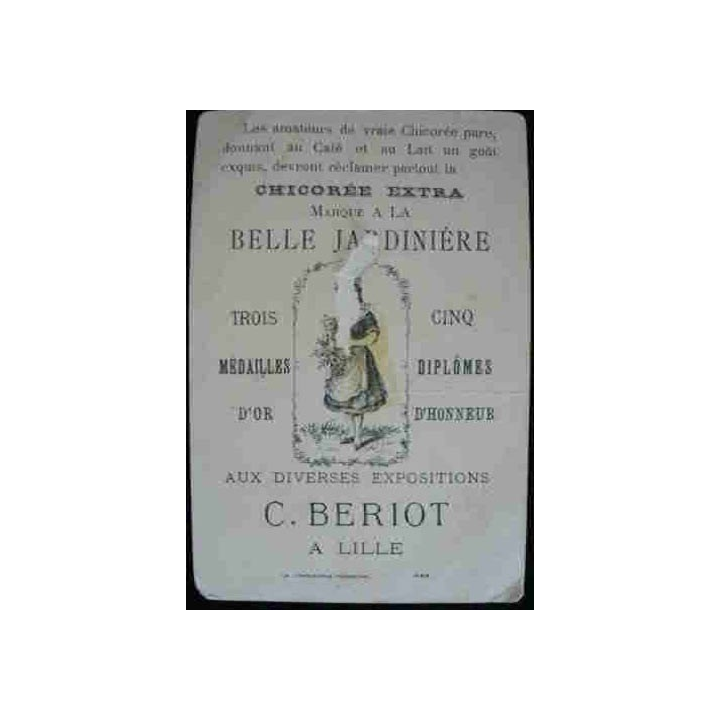 Les amateurs de vraie Chicorée pure,
donnant au Café et au Lait un goût
exquis, devront réclamer partout la
CHICORÉE EXTRA
MARQUE A LA
BELLE JARDINIÈRE
TROIS CINQ
MÉDAILLES DIPLÔMES
D'OR D'HONNEUR
AUX DIVERSES EXPOSITIONS
C. BERIOT
A LILLE